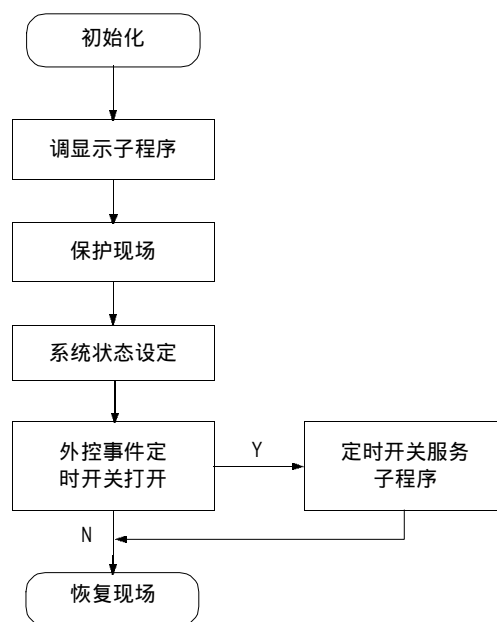 初始化
调显示子程序
保护现场
系统状态设定
外控事件定
时开关打开
Y
定时开关服务
子程序
N
恢复现场